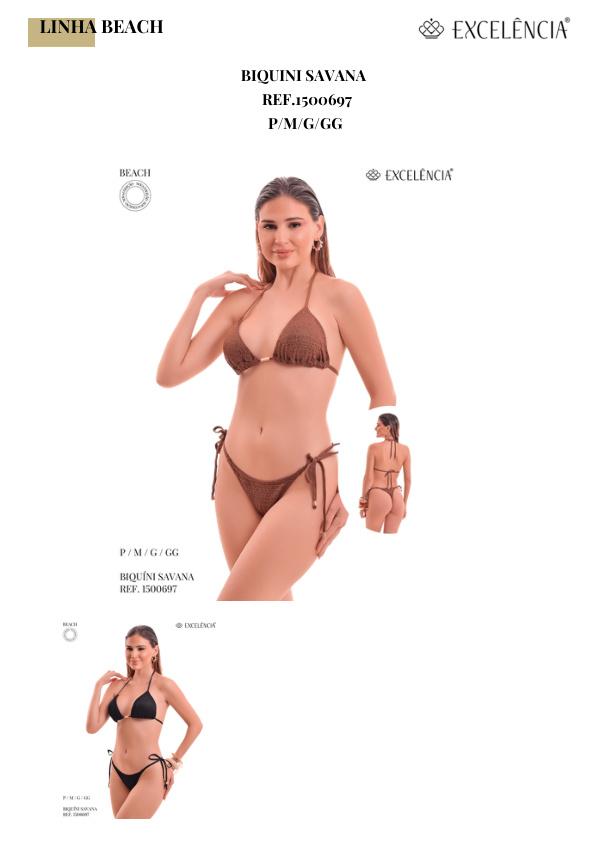 LINHA BEACH
EXCELÊNCIA®
BIQUINI SAVANA
REF.1500697
P/M/G/GG
BEACH
EXCELÊNCIA®
P / M / G / GG
BIQUÍNI SAVANA
REF. 1500697
BEACH
EXCELÊNCIA®
P / M / G / GG
BIQUÍNI SAVANA
REF. 1500697